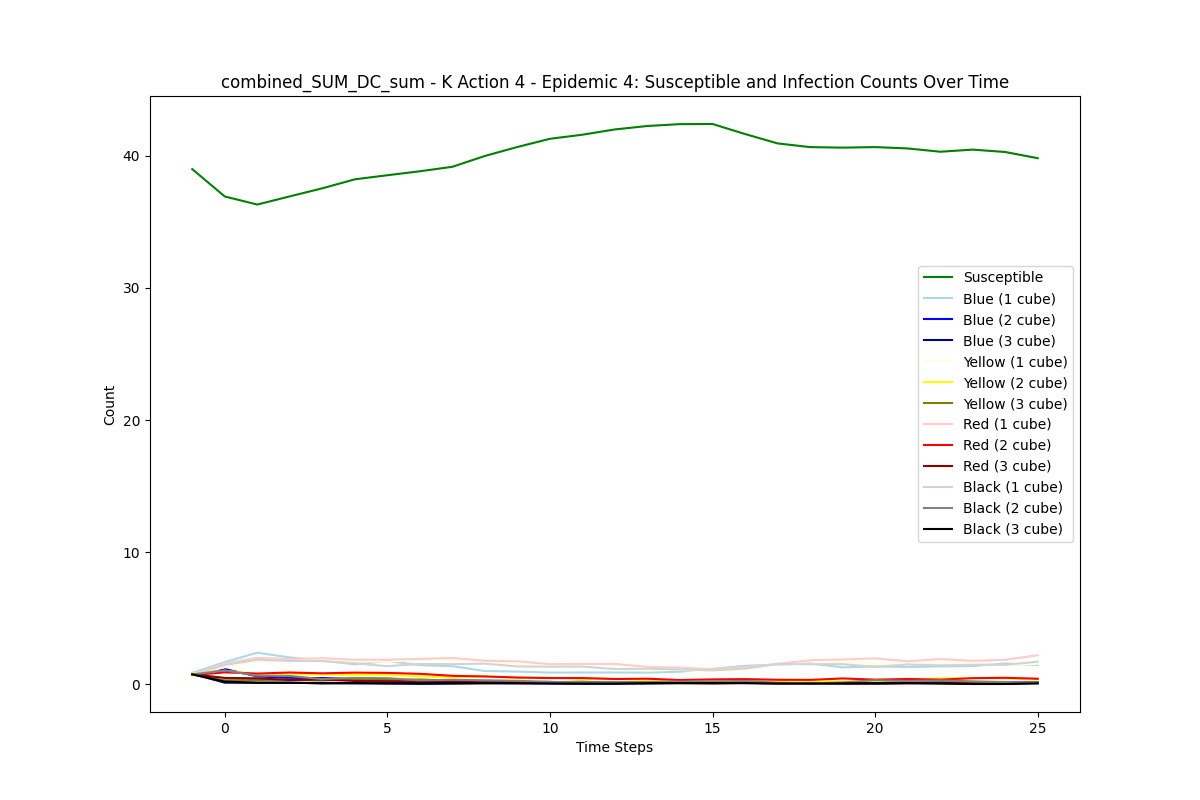 combined_SUM_DC_sum - K Action 4 - Epidemic 4: Susceptible and Infection Counts Over Time
Count
40
30
20
10
0
Susceptible
Blue (1 cube)
Blue (2 cube)
Blue (3 cube)
Yellow (1 cube)
Yellow (2 cube)
Yellow (3 cube)
Red (1 cube)
Red (2 cube)
Red (3 cube)
Black (1 cube)
Black (2 cube)
Black (3 cube)
0 5 10 15 20 25
Time Steps